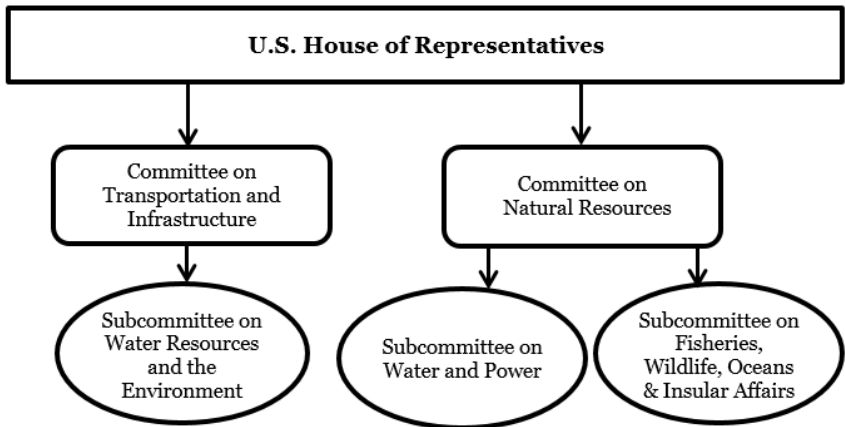 U.S. House of Representatives
Committee on
Transportation and
Infrastructure
Committee on
Natural Resources
Subcommittee on
Water Resources
and the
Environment
Subcommittee on
Water and Power
Subcommittee on
Fisheries,
Wildlife, Oceans
& Insular Affairs